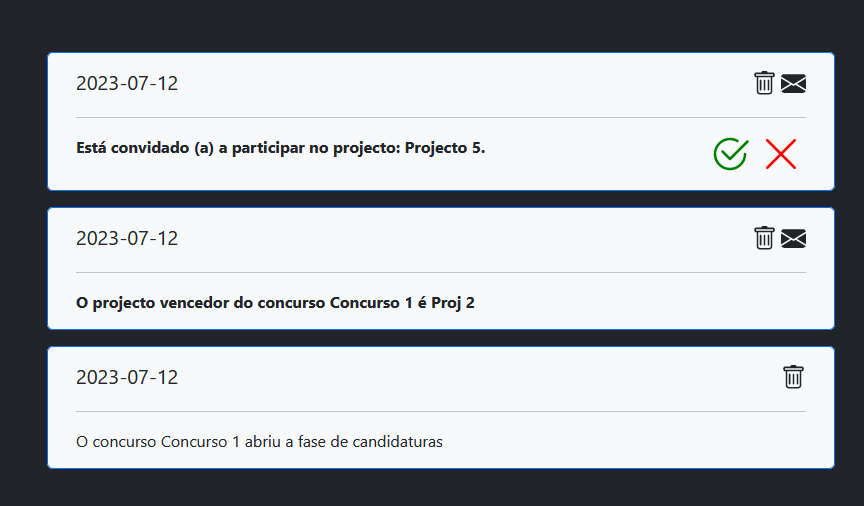 2023-07-12
Está convidado (a) a participar no projecto: Projecto 5.
2023-07-12
O projecto vencedor do concurso Concurso 1 é Proj 2
2023-07-12
O concurso Concurso 1 abriu a fase de candidaturas